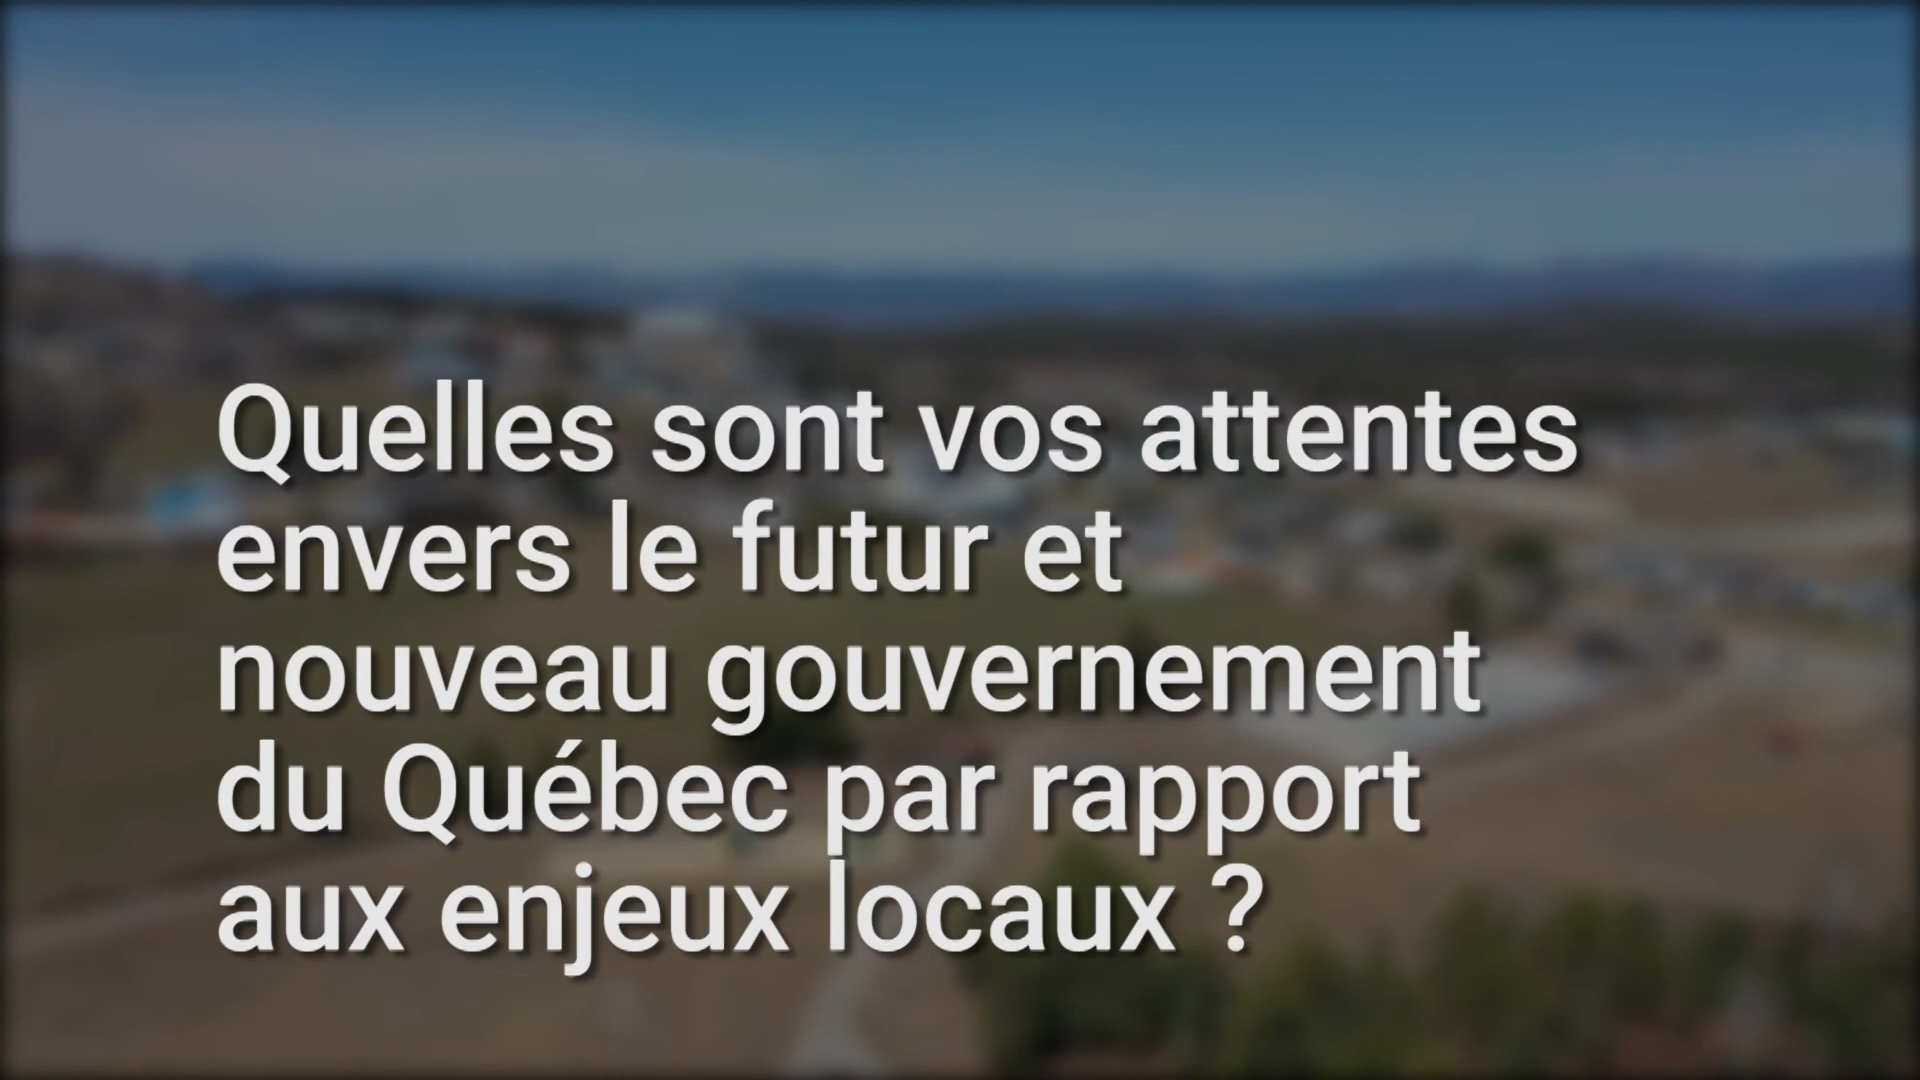 Quelles sont vos attentes
envers le futur et
nouveau gouvernement
du Québec par rapport
aux enjeux locaux ?